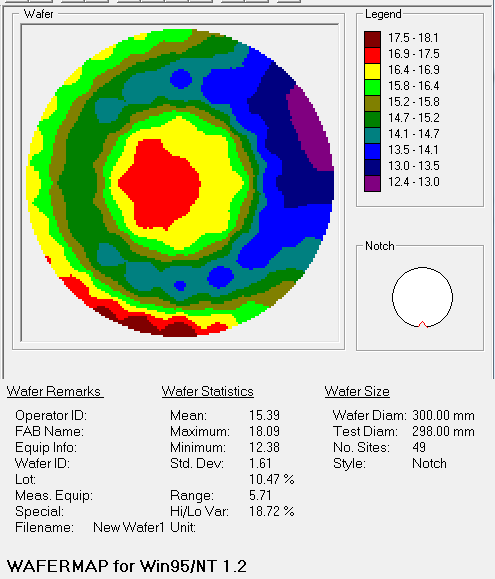 Wafer
Legend
17.5 - 18.1
16.9 - 17.5
16.4 - 16.9
15.8 - 16.4
15.2 - 15.8
14.7 - 15.2
14.1 - 14.7
13.5 - 14.1
13.0 - 13.5
12.4 - 13.0
Notch
Wafer Remarks Wafer Statistics Wafer Size
Operator ID: Mean: 15.39 Wafer Diam: 300.00 mm
FAB Name: Maximum: 18.09 Test Diam: 298.00 mm
Equip Info: Minimum: 12.38 No. Sites: 49
Wafer ID: Std. Dev: 1.61 Style: Notch
Lot: 10.47 %
Meas. Equip: Range: 5.71
Special: Hi/Lo Var: 18.72 %
Filename: New Wafer1 Unit:
WAFERMAP for Win95/NT 1.2